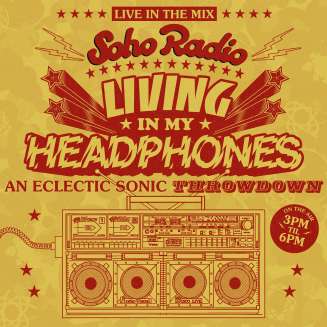 LIVE IN THE MIX
Soho Radio
LIVING
IN MY
HEADPHONES
AN ECLECTIC SONIC THROWDOWN
ON THE AIR
3PM
TIL
6PM